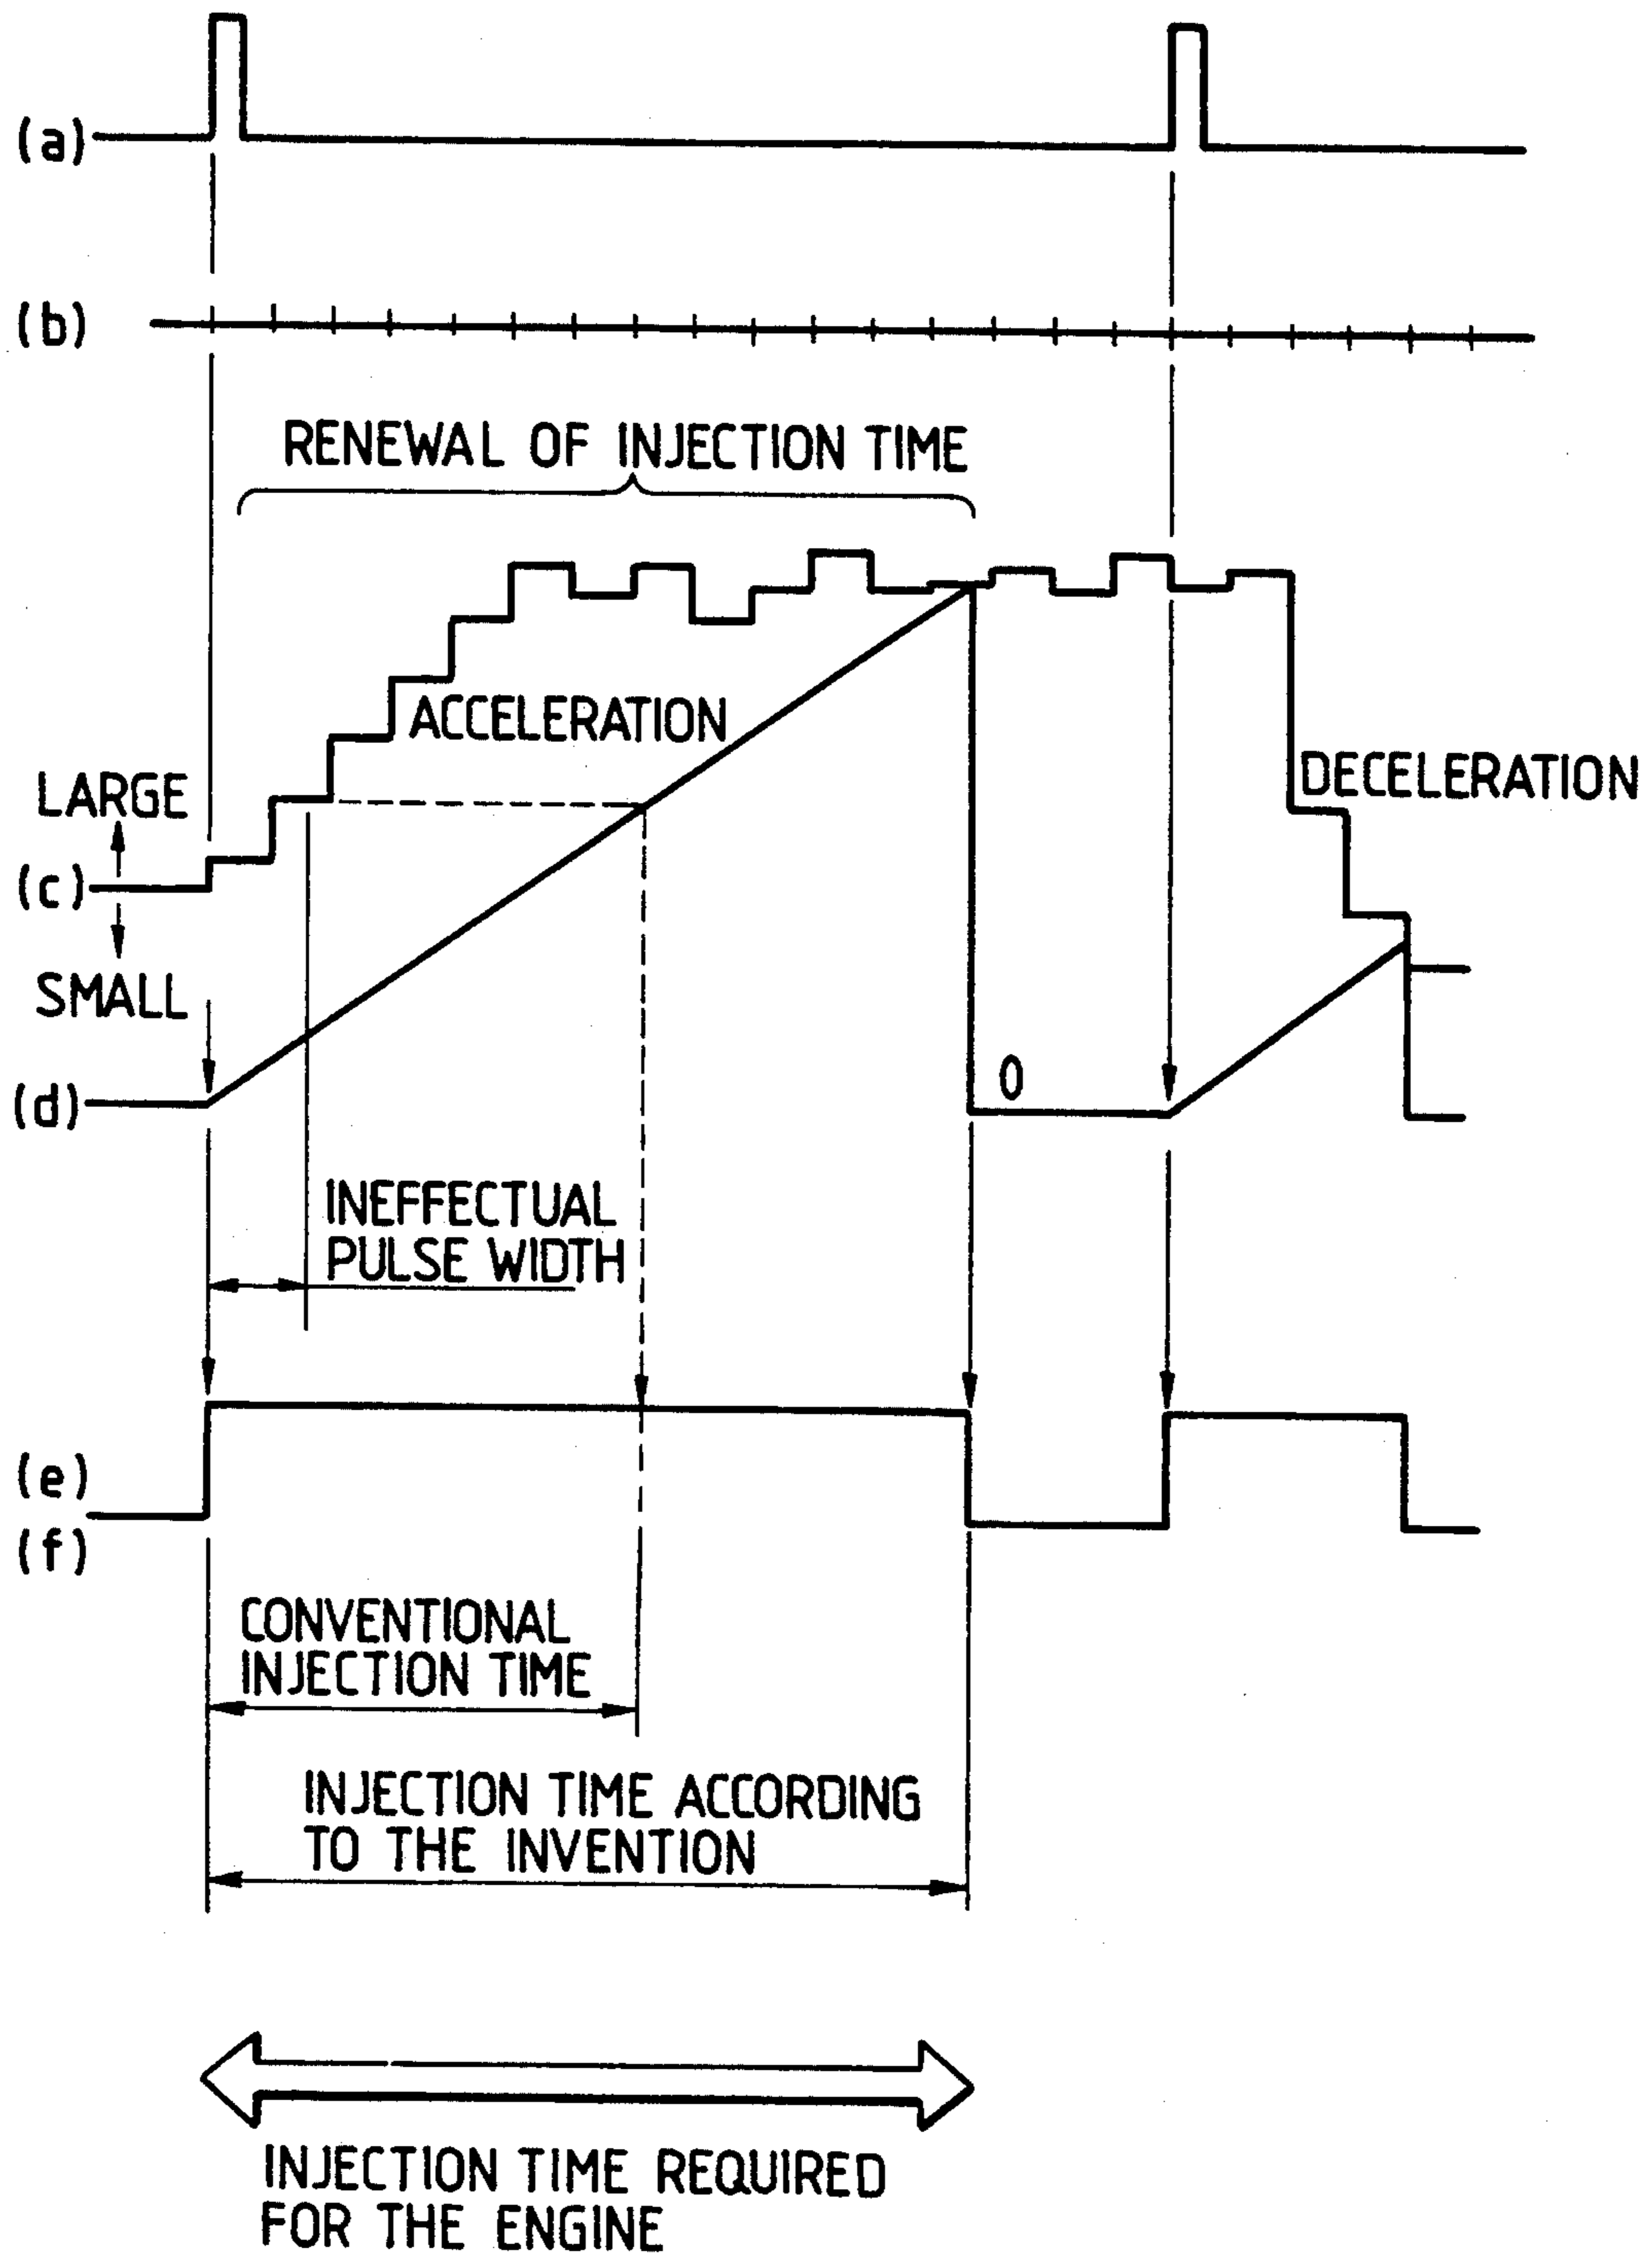 (a)
(b)
RENEWAL OF INJECTION TIME
ACCELERATION
DECELERATION
LARGE
(c)
SMALL
0
(d)
INEFFECTUAL
PULSE WIDTH
(e)
(f)
CONVENTIONAL
INJECTION TIME
INJECTION TIME ACCORDING
TO THE INVENTION
INJECTION TIME REQUIRED
FOR THE ENGINE